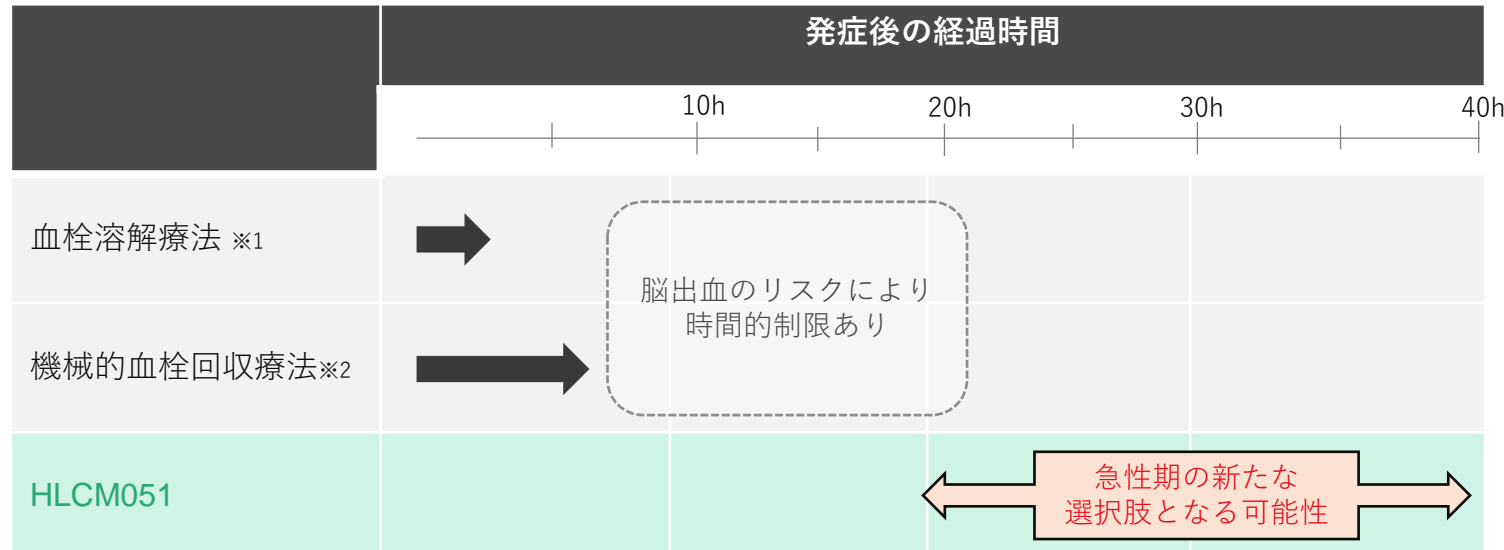 発症後の経過時間
10h
20h
30h
40h
血栓溶解療法 ※1
脳出血のリスクにより
時間的制限あり
機械的血栓回収療法※2
HLCM051
急性期の新たな
選択肢となる可能性